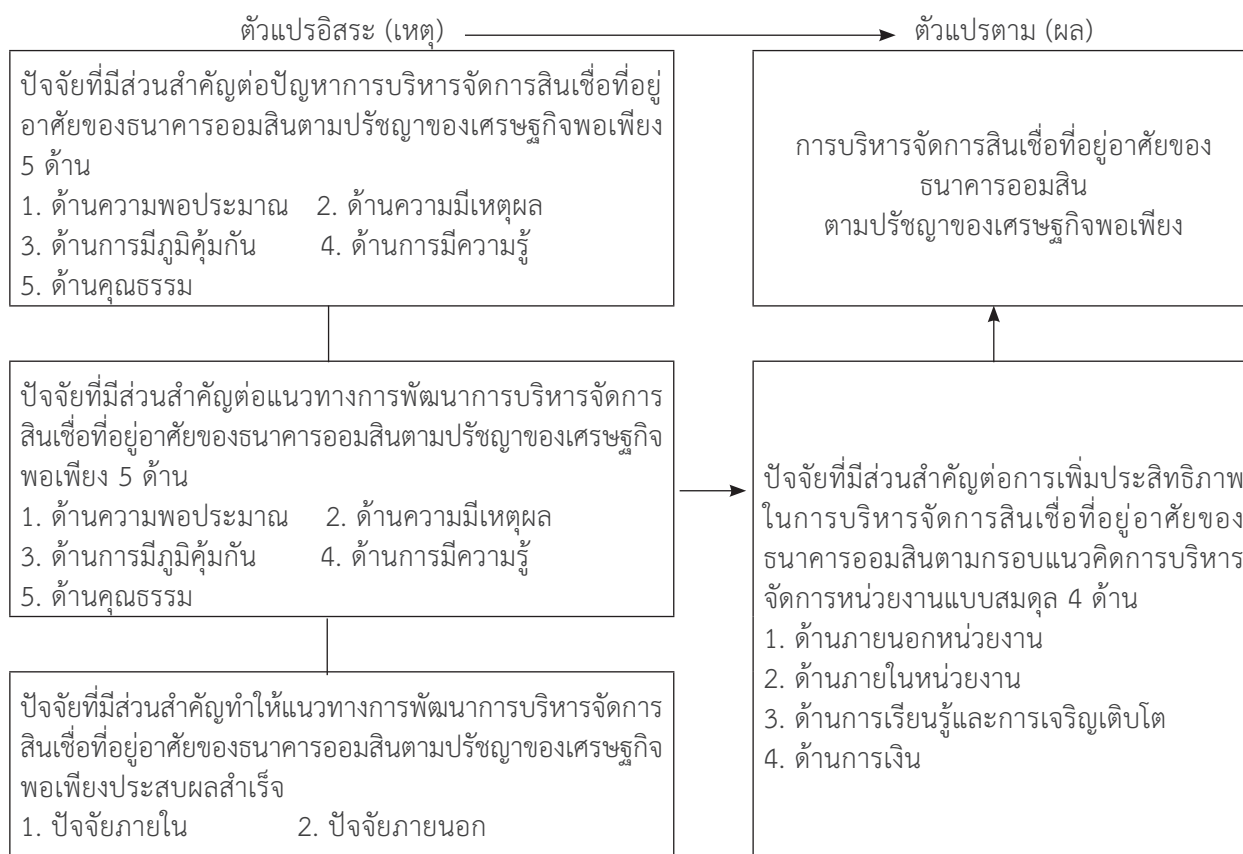 ตัวแปรอิสระ (เหตุ)
ตัวแปรตาม (ผล)
ปัจจัยที่มีส่วนสำคัญต่อปัญหาการบริหารจัดการสินเชื่อที่อยู่
อาศัยของธนาคารออมสินตามปรัชญาของเศรษฐกิจพอเพียง
5 ด้าน
1. ด้านความพอประมาณ 2. ด้านความมีเหตุผล
3. ด้านการมีภูมิคุ้มกัน 4. ด้านการมีความรู้
5. ด้านคุณธรรม
การบริหารจัดการสินเชื่อที่อยู่อาศัยของ
ธนาคารออมสิน
ตามปรัชญาของเศรษฐกิจพอเพียง
ปัจจัยที่มีส่วนสำคัญต่อแนวทางการพัฒนาการบริหารจัดการ
สินเชื่อที่อยู่อาศัยของธนาคารออมสินตามปรัชญาของเศรษฐกิจ
พอเพียง 5 ด้าน
1. ด้านความพอประมาณ 2. ด้านความมีเหตุผล
3. ด้านการมีภูมิคุ้มกัน 4. ด้านการมีความรู้
5. ด้านคุณธรรม
ปัจจัยที่มีส่วนสำคัญต่อการเพิ่มประสิทธิภาพ
ในการบริหารจัดการสินเชื่อที่อยู่อาศัยของ
ธนาคารออมสินตามกรอบแนวคิดการบริหาร
จัดการหน่วยงานแบบสมดุล 4 ด้าน
1. ด้านภายนอกหน่วยงาน
2. ด้านภายในหน่วยงาน
3. ด้านการเรียนรู้และการเจริญเติบโต
4. ด้านการเงิน
ปัจจัยที่มีส่วนสำคัญทำให้แนวทางการพัฒนาการบริหารจัดการ
สินเชื่อที่อยู่อาศัยของธนาคารออมสินตามปรัชญาของเศรษฐกิจ
พอเพียงประสบผลสำเร็จ
1. ปัจจัยภายใน 2. ปัจจัยภายนอก